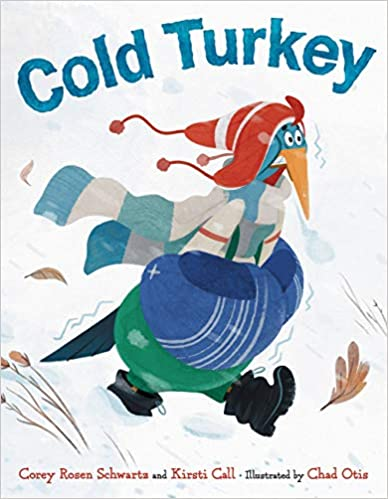 Cold Turkey
Corey Rosen Schwartz and Kirsti Call • Illustrated by Chad Otis